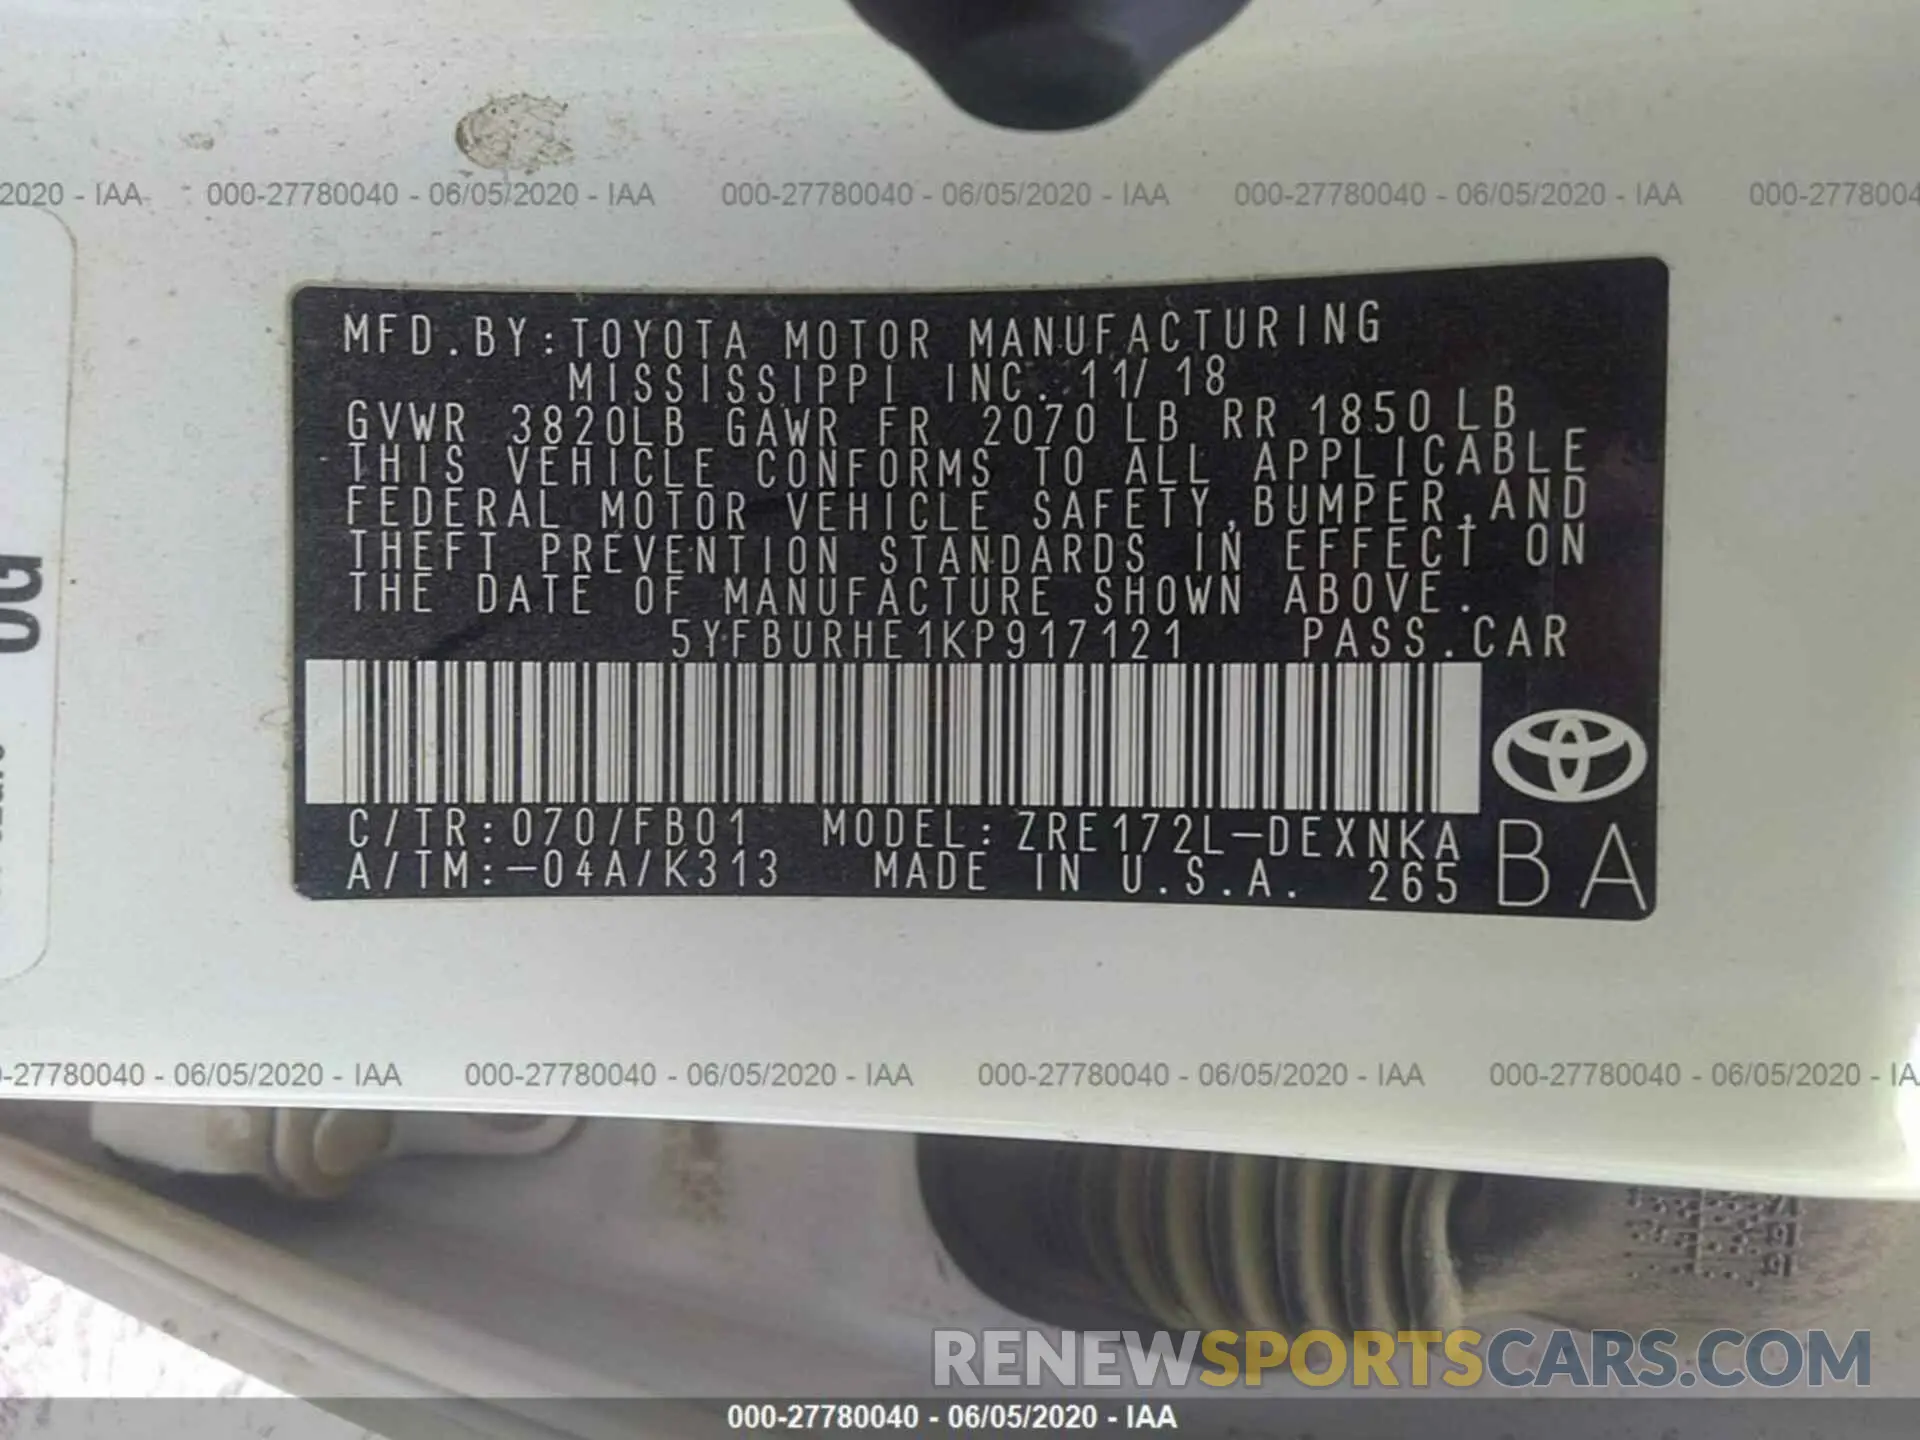 2020 - IAA 000-27780040 - 06/05/2020 - IAA 000-27780040 - 06/05/2020 - IAA 000-27780040 - 06/05/2020 - IAA 000-2778004
MFD.BY:TOYOTA MOTOR MANUFACTURING
MISSISSIPPI INC. 11/18
GVWR 3820LB GAWR FR 2070 LB RR 1850 LB
THIS VEHICLE CONFORMS TO ALL APPLICABLE
FEDERAL MOTOR VEHICLE SAFETY,BUMPER,AND
THEFT PREVENTION STANDARDS IN EFFECT ON
THE DATE OF MANUFACTURE SHOWN ABOVE.
5YFBURHE1KP917121 PASS.CAR
C/TR:070/FB01 MODEL:ZRE172L-DEXNKA
A/TM:-04A/K313 MADE IN U.S.A. 265
BA
0-27780040 - 06/05/2020 - IAA 000-27780040 - 06/05/2020 - IAA 000-27780040 - 06/05/2020 - IAA 000-27780040 - 06/05/2020 - IA
RENEWSPORTSCARS.COM
000-27780040 - 06/05/2020 - IAA